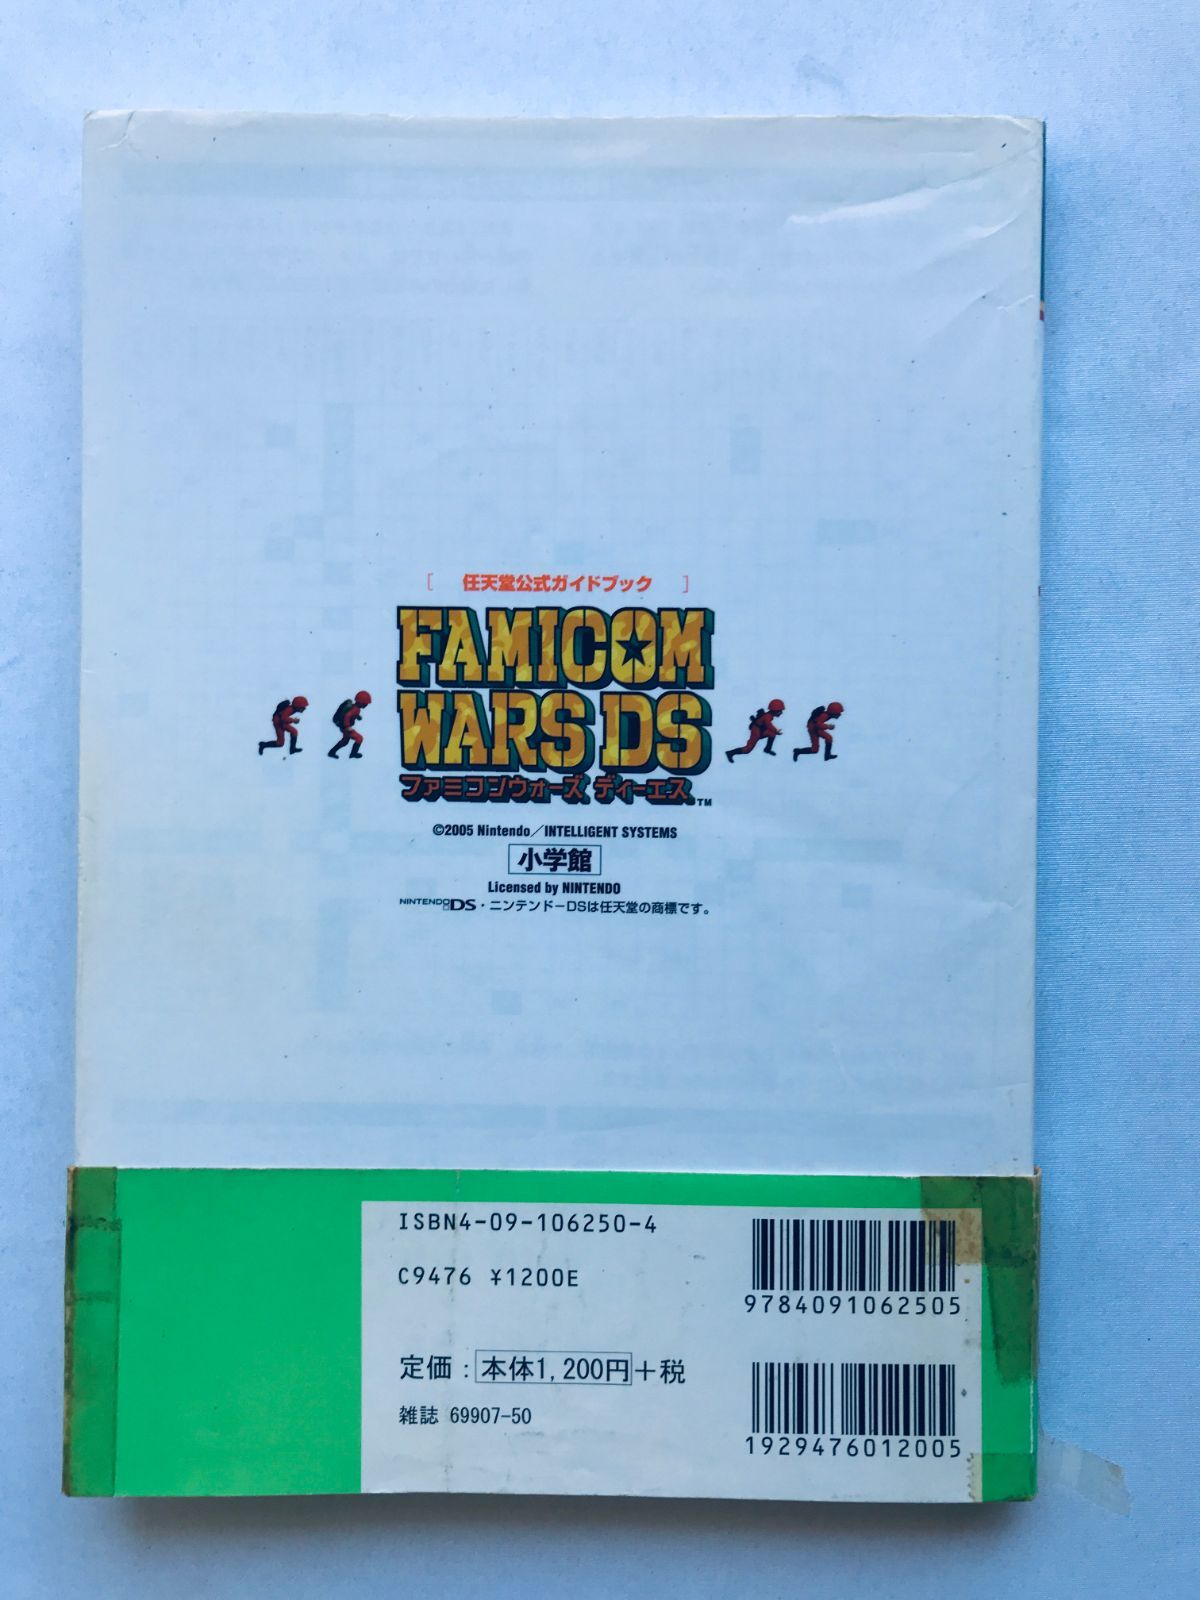 [ 任天堂公式ガイドブック ]
FAMICOM
WARS DS
ファミコンウォーズ ディーエス TM
©2005 Nintendo／INTELLIGENT SYSTEMS
小学館
Licensed by NINTENDO
NINTENDO DS・ニンテンドーDSは任天堂の商標です。
ISBN4-09-106250-4
C9476 ¥1200E
9784091062505
定価：本体1,200円+税
雑誌 69907-50
1929476012005